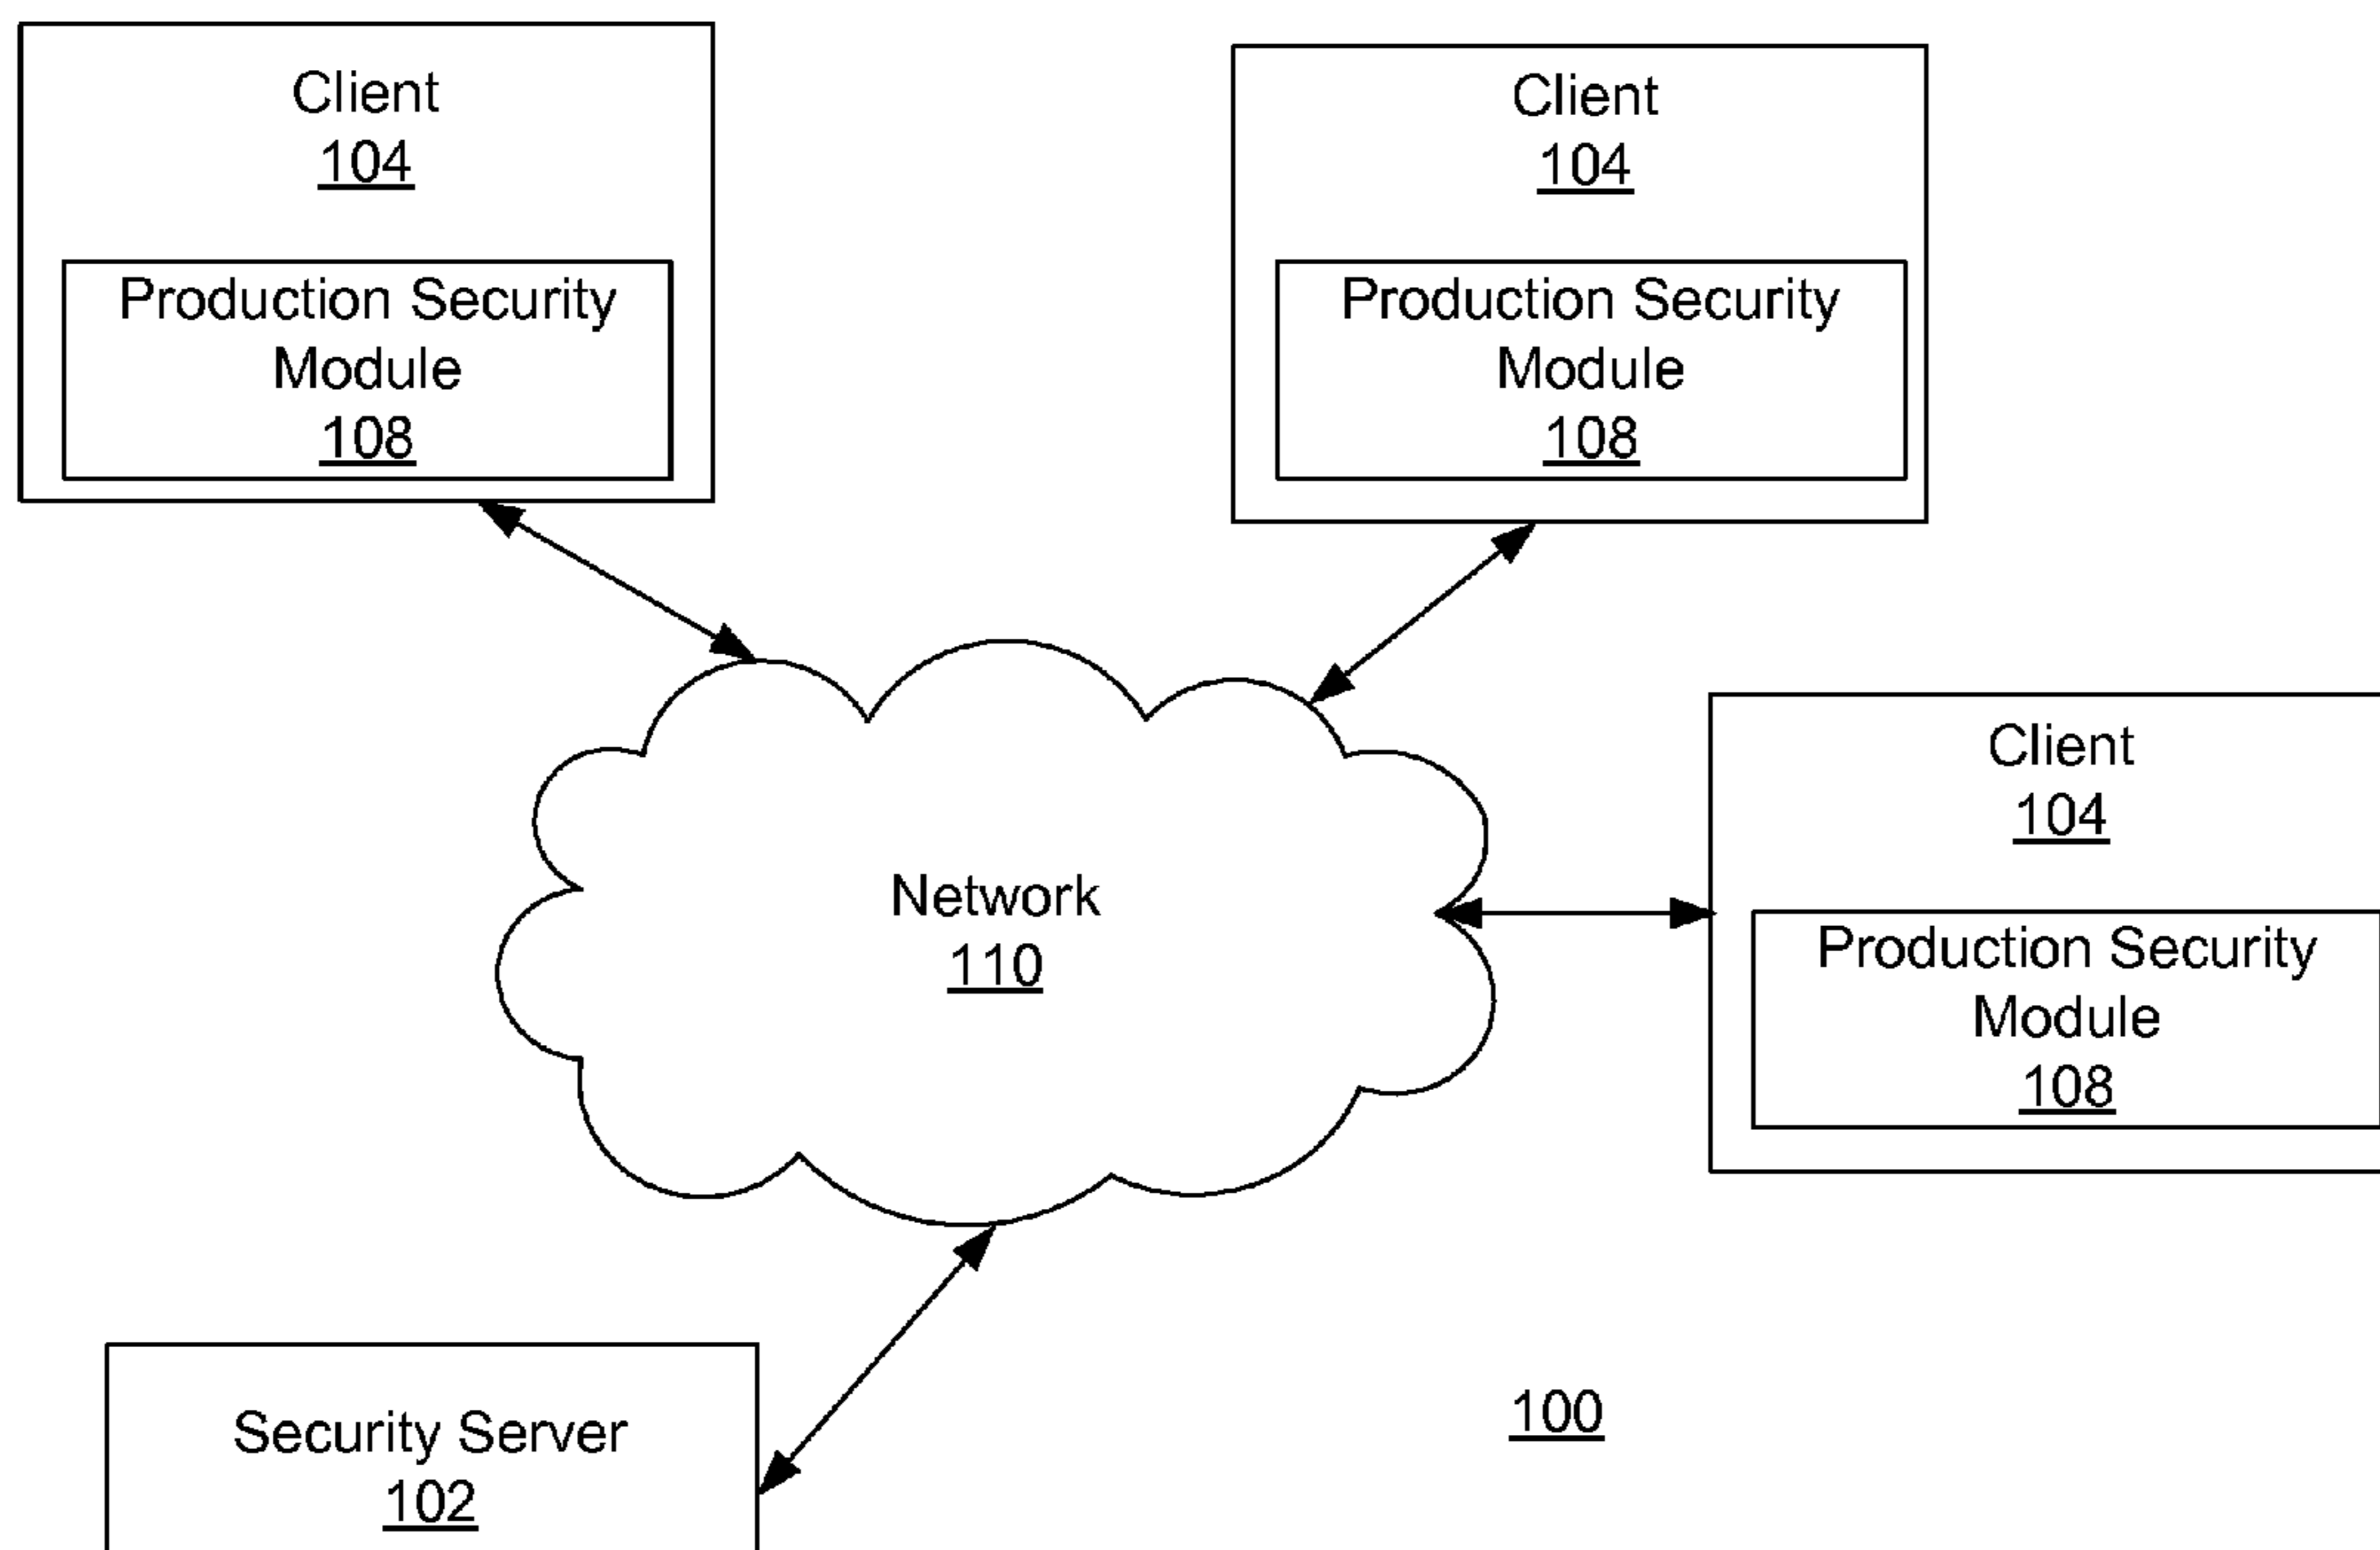 Client
104
Production Security
Module
108
Client
104
Production Security
Module
108
Client
104
Production Security
Module
108
Network
110
Security Server
102
100